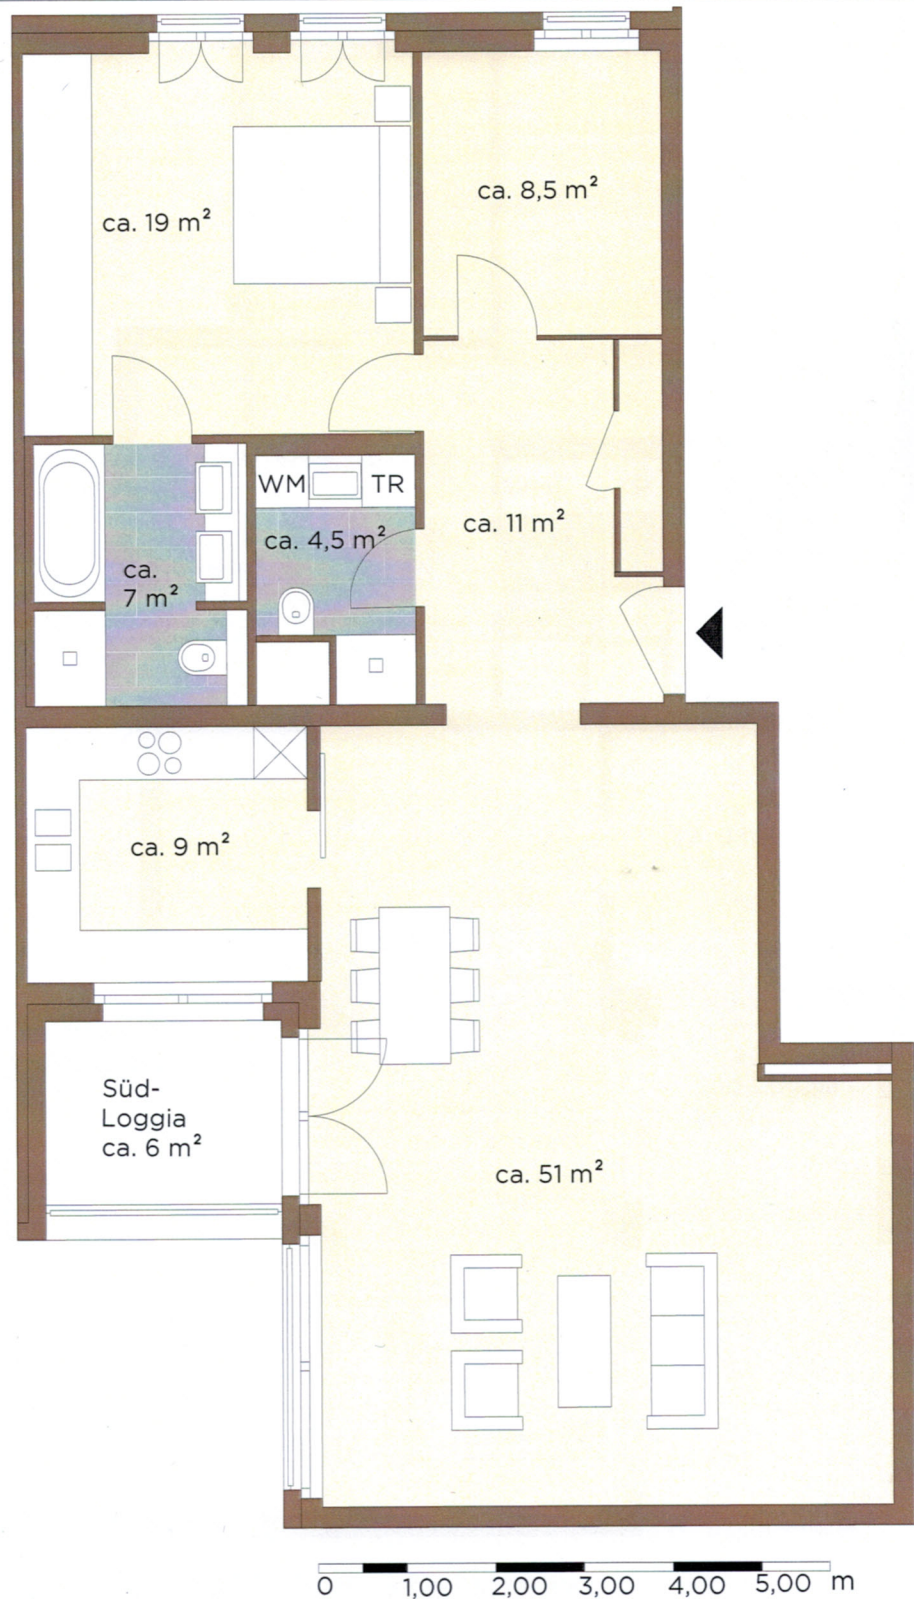 ca. 8,5 m²
ca. 19 m²
WM
TR
ca. 11 m²
ca. 4,5 m²
ca.
7 m²
ca. 9 m²
Süd-
Loggia
ca. 6 m²
ca. 51 m²
0 1,00 2,00 3,00 4,00 5,00 m